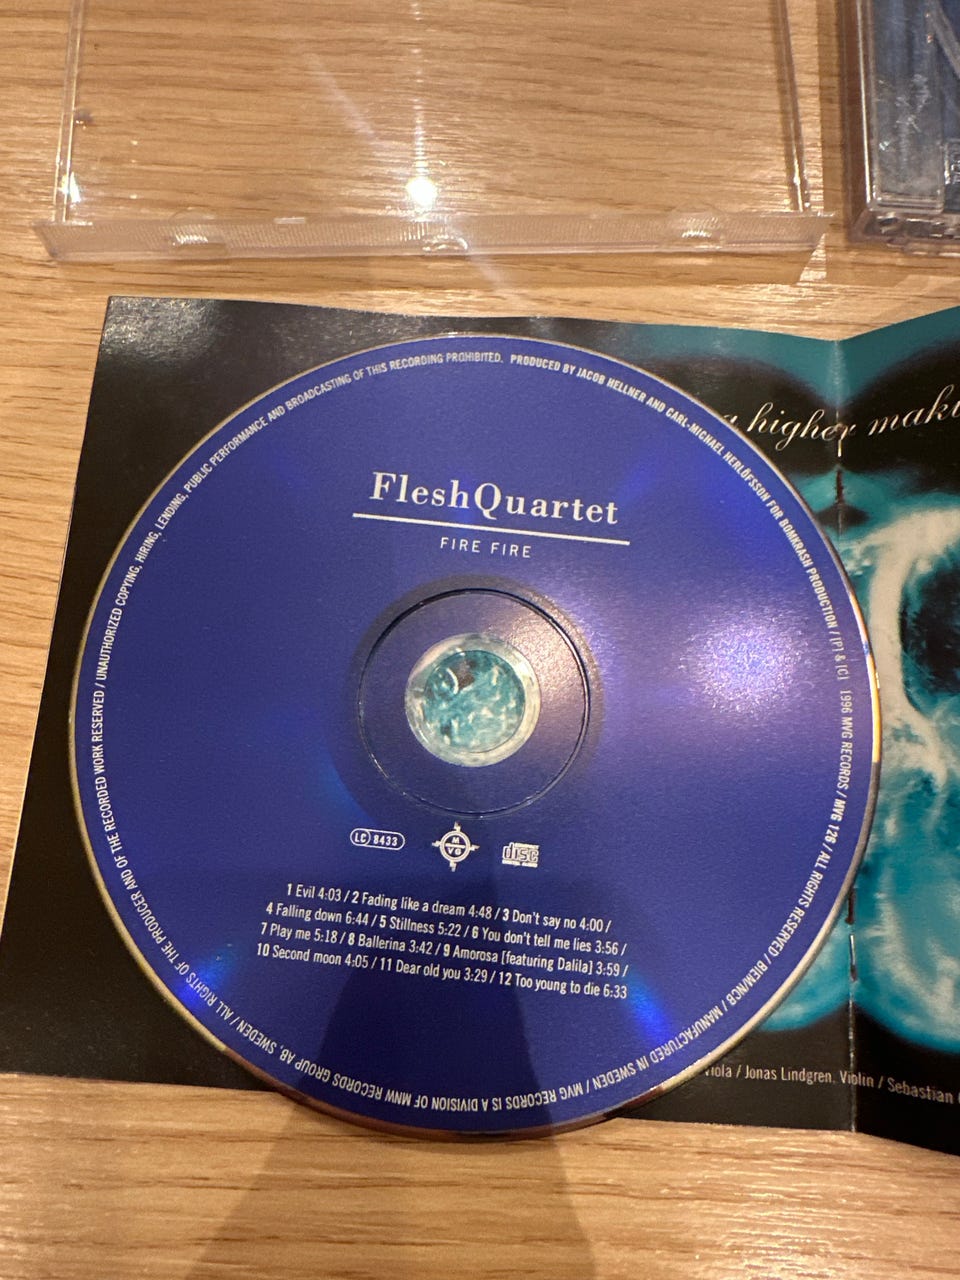 FleshQuartet
FIRE FIRE
LC 8433
MVG
disc
1 Evil 4:03 / 2 Fading like a dream 4:48 / 3 Don't say no 4:00 /
4 Falling down 6:44 / 5 Stillness 5:22 / 6 You don't tell me lies 3:56 /
7 Play me 5:18 / 8 Ballerina 3:42 / 9 Amorosa [featuring Dalila] 3:59 /
10 Second moon 4:05 / 11 Dear old you 3:29 / 12 Too young to die 6:33
PRODUCED BY JACOB HELLNER AND CARL-MICHAEL HERLÖFSSON FOR BOMKRASH PRODUCTION / [P] & [C] 1996 MVG RECORDS / MVG 126 / ALL RIGHTS RESERVED / BIEM/NCB / MANUFACTURED IN SWEDEN / MVG RECORDS IS A DIVISION OF MNW RECORDS GROUP AB, SWEDEN / ALL RIGHTS OF THE PRODUCER AND OF THE RECORDED WORK RESERVED / UNAUTHORIZED COPYING, HIRING, LENDING, PUBLIC PERFORMANCE AND BROADCASTING OF THIS RECORDING PROHIBITED.
a higher maki
Viola / Jonas Lindgren, Violin / Sebastian